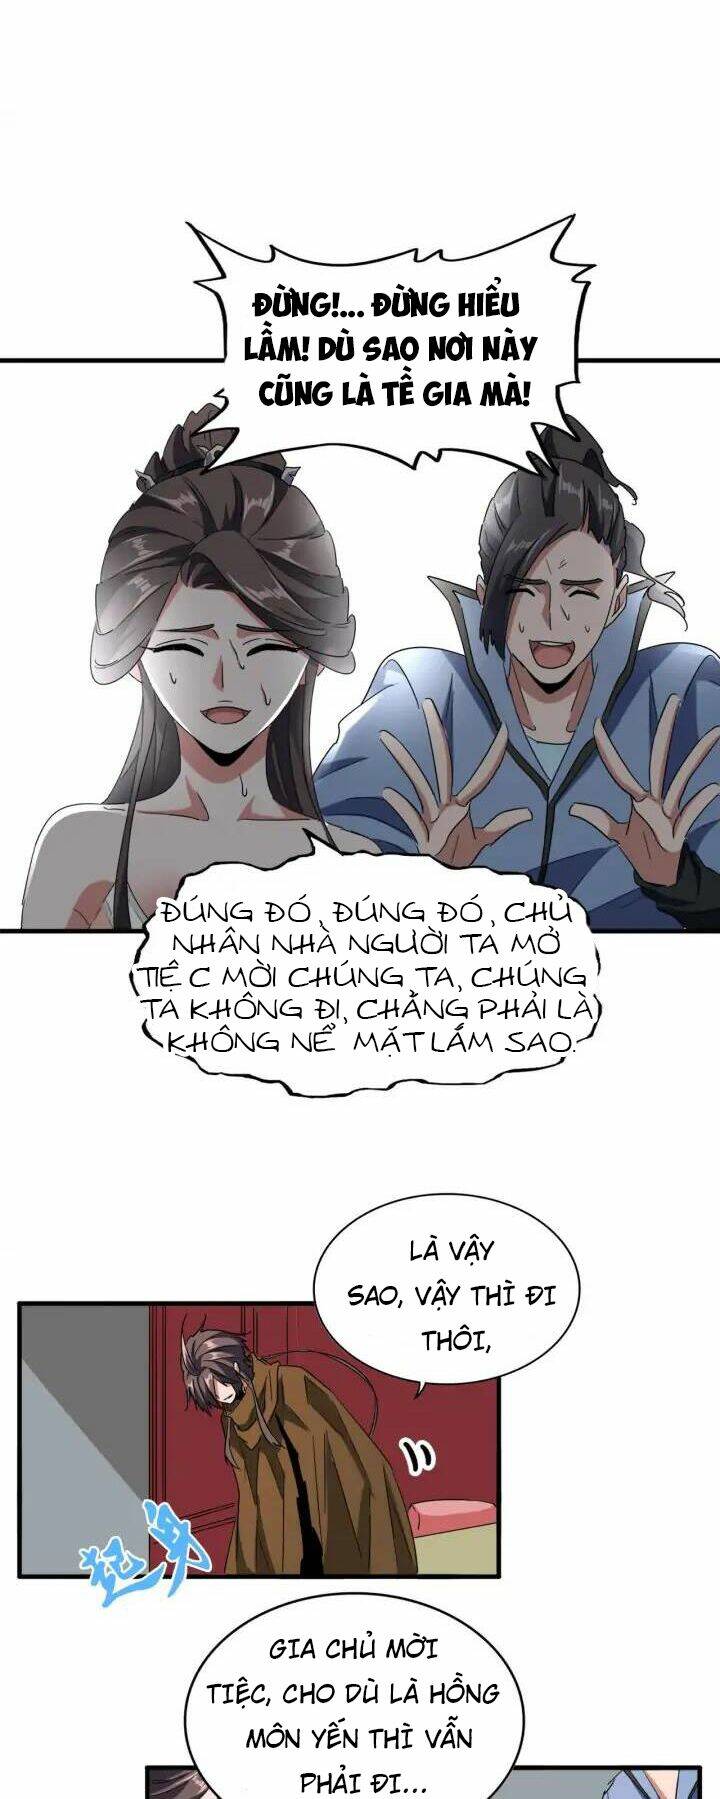 ĐỪNG!... ĐỪNG HIỂU
LẦM! DÙ SAO NƠI NÀY
CŨNG LÀ TỀ GIA MÀ!
ĐÚNG ĐÓ, ĐÚNG ĐÓ, CHỦ
NHÂN NHÀ NGƯỜI TA MỞ
TIỆC MỜI CHÚNG TA, CHÚNG
TA KHÔNG ĐI, CHẲNG PHẢI LÀ
KHÔNG NỂ MẶT LẮM SAO.
LÀ VẬY
SAO, VẬY THÌ ĐI
THÔI,
起身
GIA CHỦ MỜI
TIỆC, CHO DÙ LÀ HỒNG
MÔN YẾN THÌ VẪN
PHẢI ĐI...